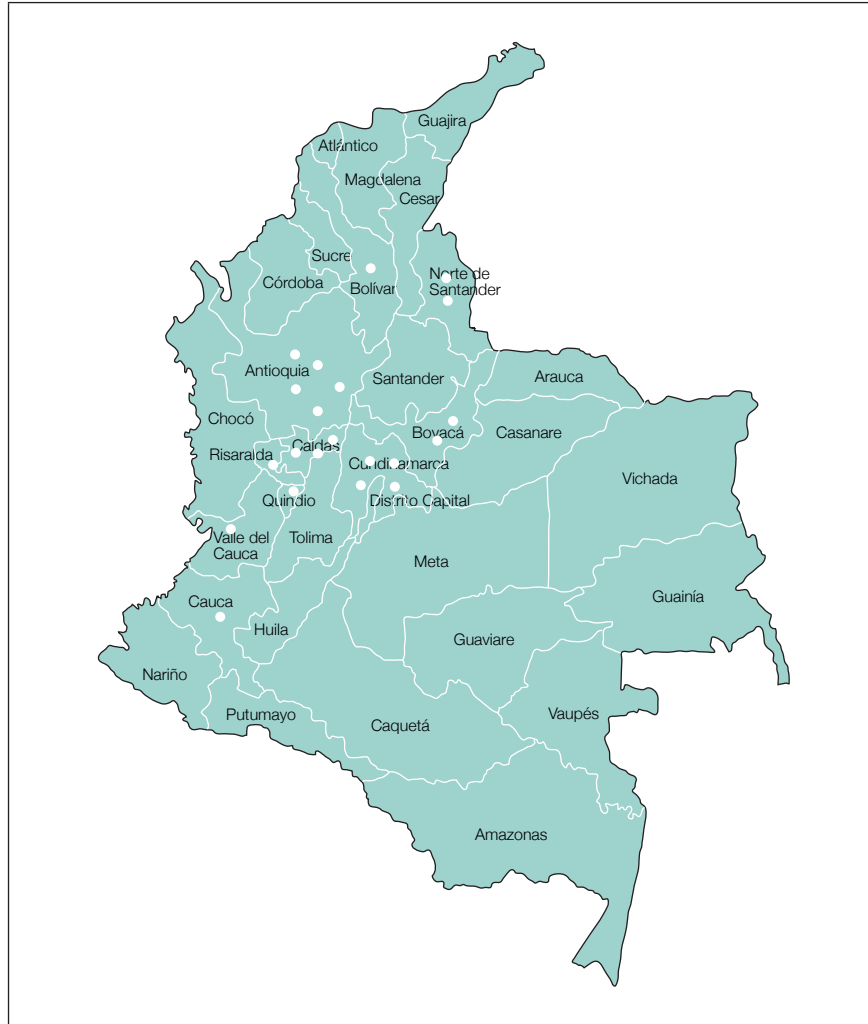 Guajira
Atlántico
Magdalena
Cesar
Sucre
Norte de
Santander
Córdoba
Bolívar
Antioquia
Santander
Arauca
Chocó
Boyacá
Casanare
Caldas
Risaralda
Cundinamarca
Vichada
Quindio
Distrito Capital
Valle del
Cauca
Tolima
Meta
Cauca
Guainía
Huila
Guaviare
Nariño
Putumayo
Caquetá
Vaupés
Amazonas